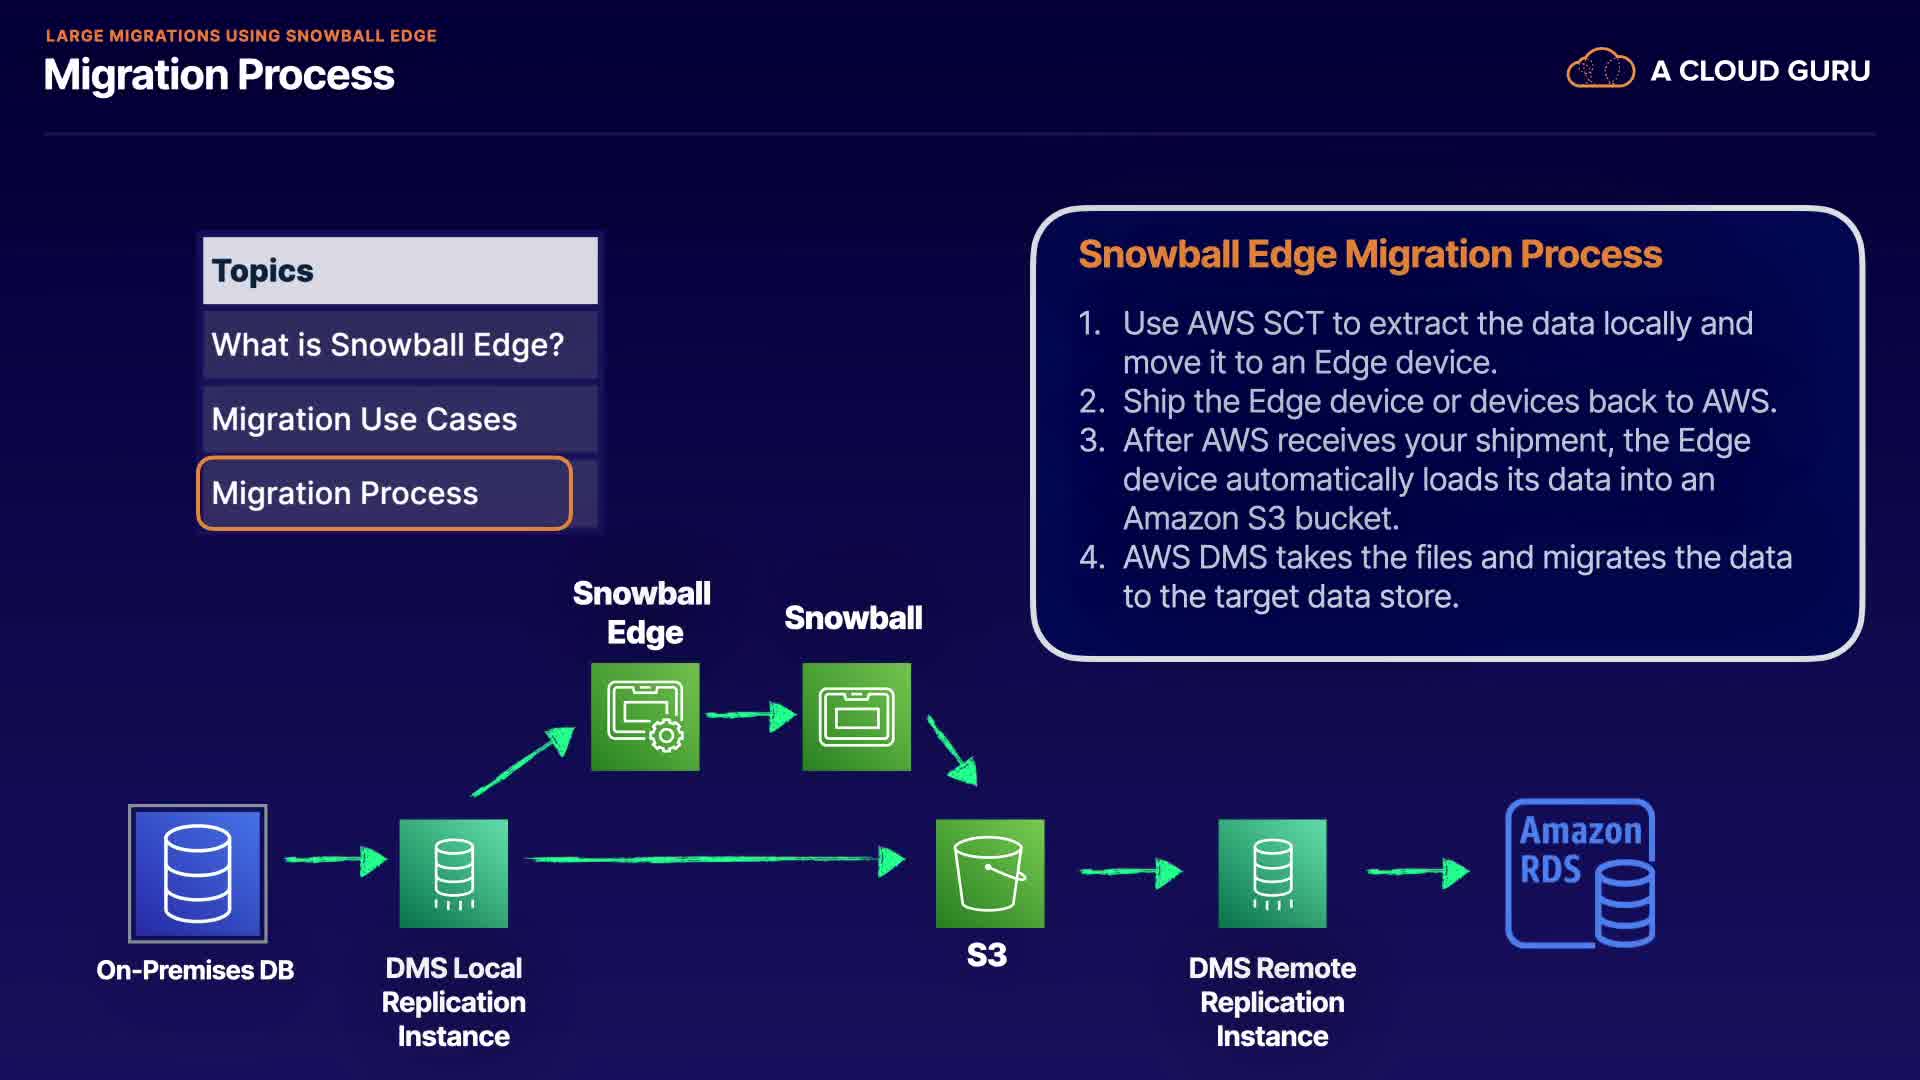 LARGE MIGRATIONS USING SNOWBALL EDGE
Migration Process
A CLOUD GURU
Topics
What is Snowball Edge?
Migration Use Cases
Migration Process
Snowball Edge Migration Process
1. Use AWS SCT to extract the data locally and
move it to an Edge device.
2. Ship the Edge device or devices back to AWS.
3. After AWS receives your shipment, the Edge
device automatically loads its data into an
Amazon S3 bucket.
4. AWS DMS takes the files and migrates the data
to the target data store.
Snowball
Edge
Snowball
On-Premises DB
DMS Local
Replication
Instance
S3
DMS Remote
Replication
Instance
Amazon
RDS